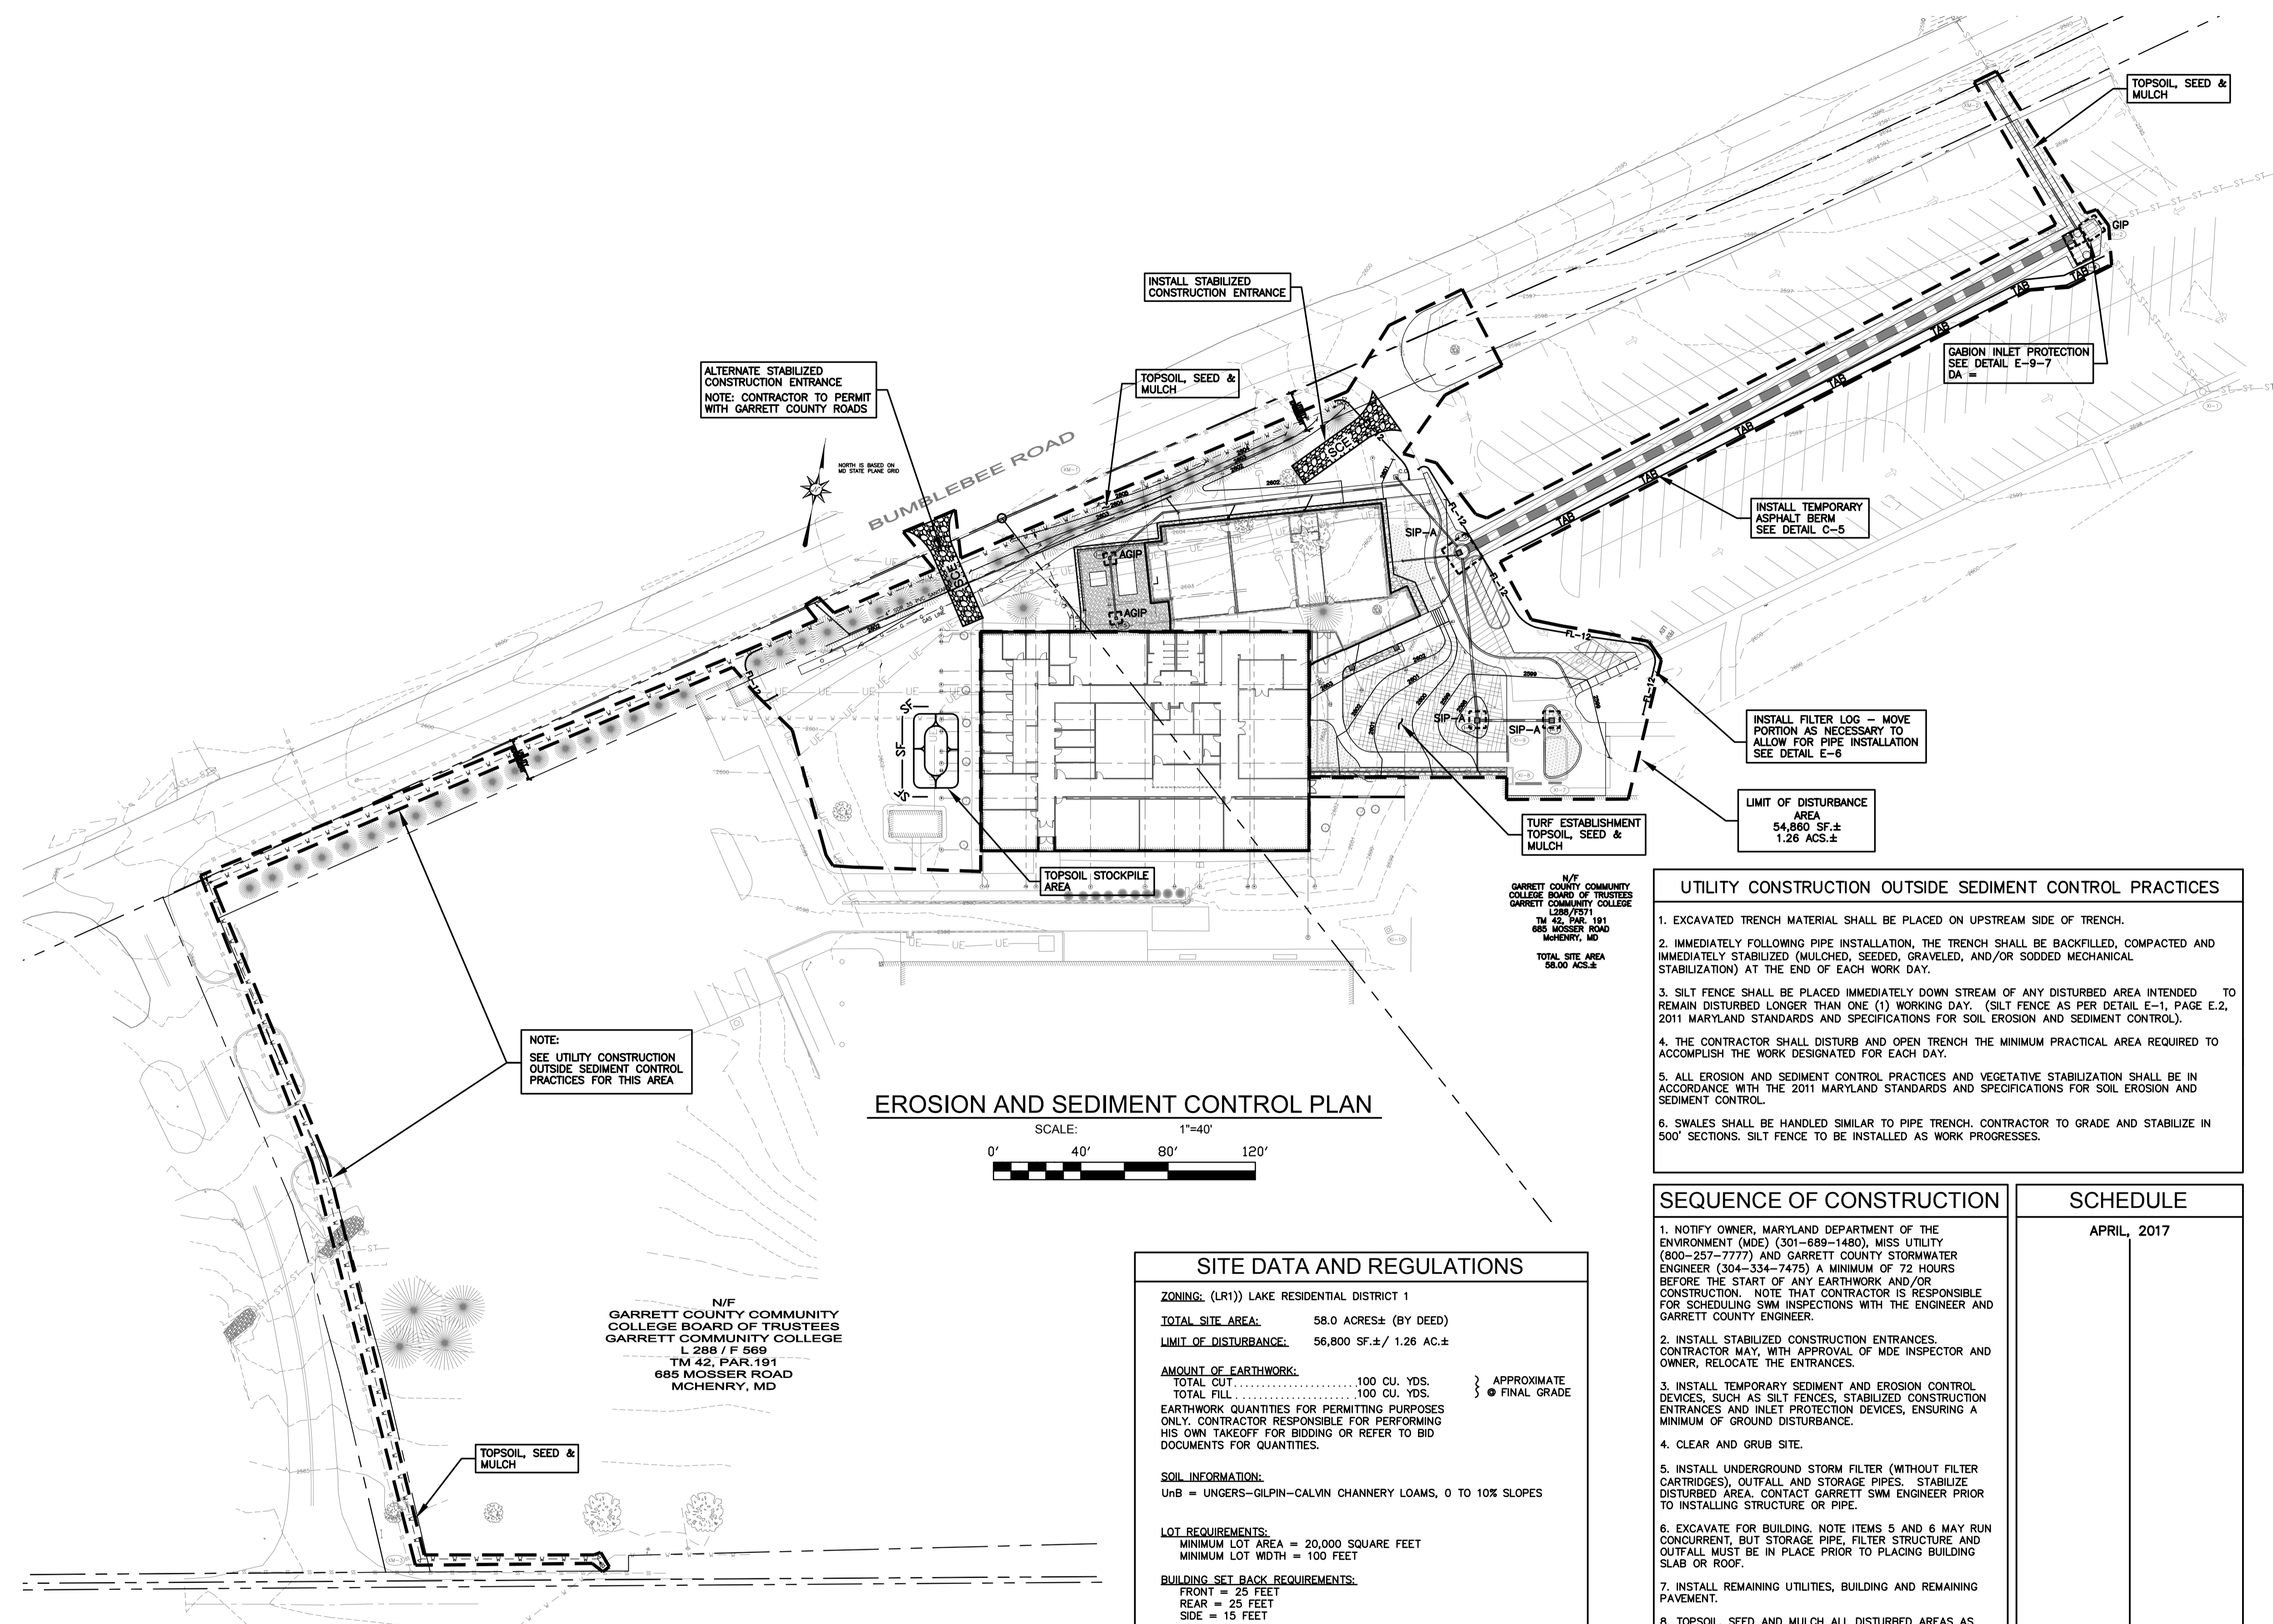 TOPSOIL, SEED &
MULCH
GIP
INSTALL STABILIZED
CONSTRUCTION ENTRANCE
GABION INLET PROTECTION
SEE DETAIL E-9-7
DA =
ALTERNATE STABILIZED
CONSTRUCTION ENTRANCE
NOTE: CONTRACTOR TO PERMIT
WITH GARRETT COUNTY ROADS
TOPSOIL, SEED &
MULCH
NORTH IS BASED ON
MD STATE PLANE GRID
BUMBLEBEE ROAD
SCE
SCE
TAB
TAB
TAB
TAB
TAB
TAB
TAB
INSTALL TEMPORARY
ASPHALT BERM
SEE DETAIL C-5
FL-12
FL-12
FL-12
FL-12
FL-12
SIP-A
SIP-A
SIP-A
AGIP
AGIP
GAS LINE
SF
SF
SF
INSTALL FILTER LOG - MOVE
PORTION AS NECESSARY TO
ALLOW FOR PIPE INSTALLATION
SEE DETAIL E-6
LIMIT OF DISTURBANCE
AREA
54,860 SF.±
1.26 ACS.±
TURF ESTABLISHMENT
TOPSOIL, SEED &
MULCH
TOPSOIL STOCKPILE
AREA
N/F
GARRETT COUNTY COMMUNITY
COLLEGE BOARD OF TRUSTEES
GARRETT COMMUNITY COLLEGE
L288/F571
TM 42, PAR. 191
685 MOSSER ROAD
McHENRY, MD
TOTAL SITE AREA
58.00 ACS.±
UTILITY CONSTRUCTION OUTSIDE SEDIMENT CONTROL PRACTICES
1. EXCAVATED TRENCH MATERIAL SHALL BE PLACED ON UPSTREAM SIDE OF TRENCH.
2. IMMEDIATELY FOLLOWING PIPE INSTALLATION, THE TRENCH SHALL BE BACKFILLED, COMPACTED AND
IMMEDIATELY STABILIZED (MULCHED, SEEDED, GRAVELED, AND/OR SODDED MECHANICAL
STABILIZATION) AT THE END OF EACH WORK DAY.
3. SILT FENCE SHALL BE PLACED IMMEDIATELY DOWN STREAM OF ANY DISTURBED AREA INTENDED TO
REMAIN DISTURBED LONGER THAN ONE (1) WORKING DAY. (SILT FENCE AS PER DETAIL E-1, PAGE E.2,
2011 MARYLAND STANDARDS AND SPECIFICATIONS FOR SOIL EROSION AND SEDIMENT CONTROL).
4. THE CONTRACTOR SHALL DISTURB AND OPEN TRENCH THE MINIMUM PRACTICAL AREA REQUIRED TO
ACCOMPLISH THE WORK DESIGNATED FOR EACH DAY.
5. ALL EROSION AND SEDIMENT CONTROL PRACTICES AND VEGETATIVE STABILIZATION SHALL BE IN
ACCORDANCE WITH THE 2011 MARYLAND STANDARDS AND SPECIFICATIONS FOR SOIL EROSION AND
SEDIMENT CONTROL.
6. SWALES SHALL BE HANDLED SIMILAR TO PIPE TRENCH. CONTRACTOR TO GRADE AND STABILIZE IN
500' SECTIONS. SILT FENCE TO BE INSTALLED AS WORK PROGRESSES.
NOTE:
SEE UTILITY CONSTRUCTION
OUTSIDE SEDIMENT CONTROL
PRACTICES FOR THIS AREA
EROSION AND SEDIMENT CONTROL PLAN
SCALE: 1"=40'
0' 40' 80' 120'
N/F
GARRETT COUNTY COMMUNITY
COLLEGE BOARD OF TRUSTEES
GARRETT COMMUNITY COLLEGE
L 288 / F 569
TM 42, PAR.191
685 MOSSER ROAD
MCHENRY, MD
TOPSOIL, SEED &
MULCH
SITE DATA AND REGULATIONS
ZONING: (LR1)) LAKE RESIDENTIAL DISTRICT 1
TOTAL SITE AREA: 58.0 ACRES± (BY DEED)
LIMIT OF DISTURBANCE: 56,800 SF.±/ 1.26 AC.±
AMOUNT OF EARTHWORK:
TOTAL CUT......................100 CU. YDS. } APPROXIMATE
TOTAL FILL......................100 CU. YDS. } @ FINAL GRADE
EARTHWORK QUANTITIES FOR PERMITTING PURPOSES
ONLY. CONTRACTOR RESPONSIBLE FOR PERFORMING
HIS OWN TAKEOFF FOR BIDDING OR REFER TO BID
DOCUMENTS FOR QUANTITIES.
SOIL INFORMATION:
UnB = UNGERS-GILPIN-CALVIN CHANNERY LOAMS, 0 TO 10% SLOPES
LOT REQUIREMENTS:
MINIMUM LOT AREA = 20,000 SQUARE FEET
MINIMUM LOT WIDTH = 100 FEET
BUILDING SET BACK REQUIREMENTS:
FRONT = 25 FEET
REAR = 25 FEET
SIDE = 15 FEET
SEQUENCE OF CONSTRUCTION
1. NOTIFY OWNER, MARYLAND DEPARTMENT OF THE
ENVIRONMENT (MDE) (301-689-1480), MISS UTILITY
(800-257-7777) AND GARRETT COUNTY STORMWATER
ENGINEER (304-334-7475) A MINIMUM OF 72 HOURS
BEFORE THE START OF ANY EARTHWORK AND/OR
CONSTRUCTION. NOTE THAT CONTRACTOR IS RESPONSIBLE
FOR SCHEDULING SWM INSPECTIONS WITH THE ENGINEER AND
GARRETT COUNTY ENGINEER.
2. INSTALL STABILIZED CONSTRUCTION ENTRANCES.
CONTRACTOR MAY, WITH APPROVAL OF MDE INSPECTOR AND
OWNER, RELOCATE THE ENTRANCES.
3. INSTALL TEMPORARY SEDIMENT AND EROSION CONTROL
DEVICES, SUCH AS SILT FENCES, STABILIZED CONSTRUCTION
ENTRANCES AND INLET PROTECTION DEVICES, ENSURING A
MINIMUM OF GROUND DISTURBANCE.
4. CLEAR AND GRUB SITE.
5. INSTALL UNDERGROUND STORM FILTER (WITHOUT FILTER
CARTRIDGES), OUTFALL AND STORAGE PIPES. STABILIZE
DISTURBED AREA. CONTACT GARRETT SWM ENGINEER PRIOR
TO INSTALLING STRUCTURE OR PIPE.
6. EXCAVATE FOR BUILDING. NOTE ITEMS 5 AND 6 MAY RUN
CONCURRENT, BUT STORAGE PIPE, FILTER STRUCTURE AND
OUTFALL MUST BE IN PLACE PRIOR TO PLACING BUILDING
SLAB OR ROOF.
7. INSTALL REMAINING UTILITIES, BUILDING AND REMAINING
PAVEMENT.
8. TOPSOIL, SEED AND MULCH ALL DISTURBED AREAS AS
SCHEDULE
APRIL, 2017